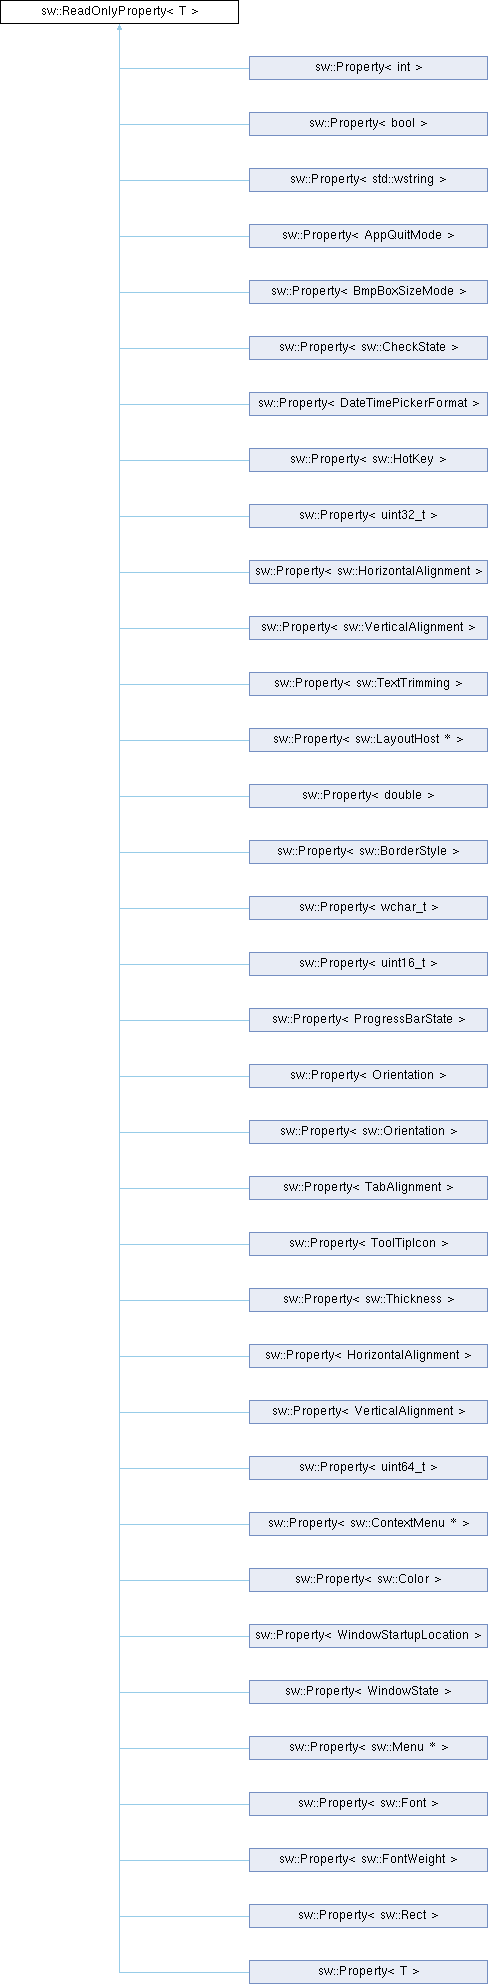 sw::ReadOnlyProperty< T >
sw::Property< int >
sw::Property< bool >
sw::Property< std::wstring >
sw::Property< AppQuitMode >
sw::Property< BmpBoxSizeMode >
sw::Property< sw::CheckState >
sw::Property< DateTimePickerFormat >
sw::Property< sw::HotKey >
sw::Property< uint32_t >
sw::Property< sw::HorizontalAlignment >
sw::Property< sw::VerticalAlignment >
sw::Property< sw::TextTrimming >
sw::Property< sw::LayoutHost * >
sw::Property< double >
sw::Property< sw::BorderStyle >
sw::Property< wchar_t >
sw::Property< uint16_t >
sw::Property< ProgressBarState >
sw::Property< Orientation >
sw::Property< sw::Orientation >
sw::Property< TabAlignment >
sw::Property< ToolTipIcon >
sw::Property< sw::Thickness >
sw::Property< HorizontalAlignment >
sw::Property< VerticalAlignment >
sw::Property< uint64_t >
sw::Property< sw::ContextMenu * >
sw::Property< sw::Color >
sw::Property< WindowStartupLocation >
sw::Property< WindowState >
sw::Property< sw::Menu * >
sw::Property< sw::Font >
sw::Property< sw::FontWeight >
sw::Property< sw::Rect >
sw::Property< T >